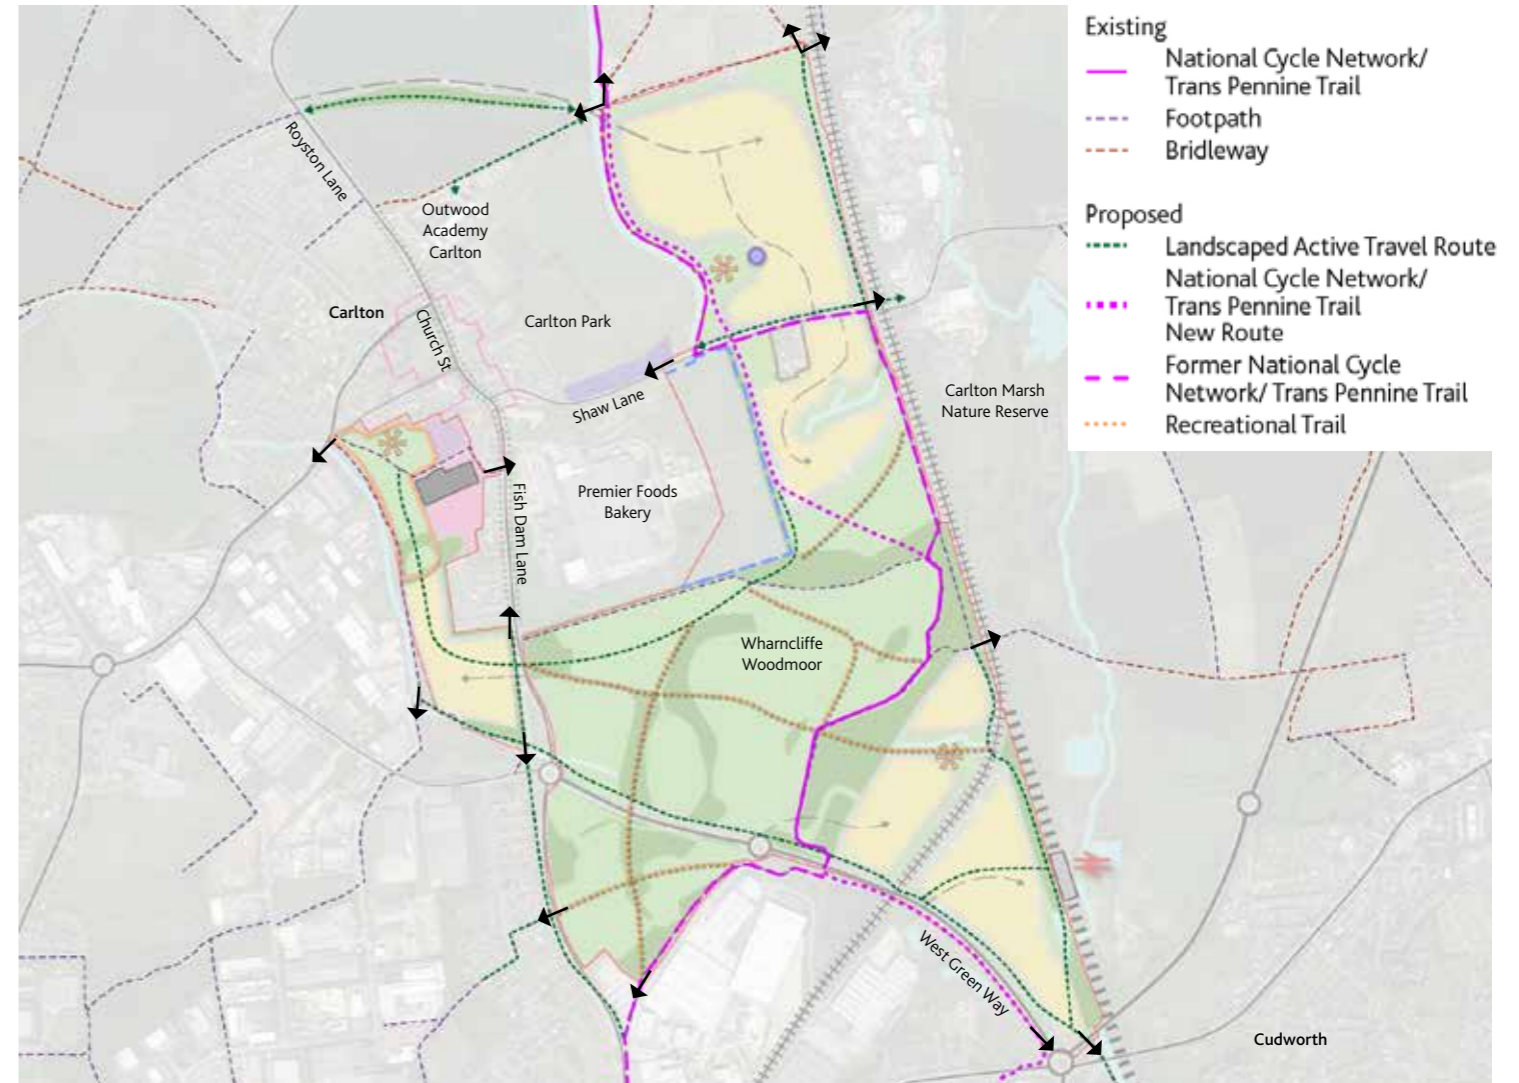 Existing
National Cycle Network/
Trans Pennine Trail
Footpath
Bridleway
Proposed
Landscaped Active Travel Route
National Cycle Network/
Trans Pennine Trail
New Route
Former National Cycle
Network/ Trans Pennine Trail
Recreational Trail
Royston Lane
Outwood
Academy
Carlton
Carlton
Church St
Carlton Park
Shaw Lane
Carlton Marsh
Nature Reserve
Fish Dam Lane
Premier Foods
Bakery
Wharncliffe
Woodmoor
West Green Way
Cudworth